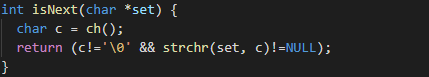 int isNext(char *set) {
  char c = ch();
  return (c!='\0' && strchr(set, c)!=NULL);
}